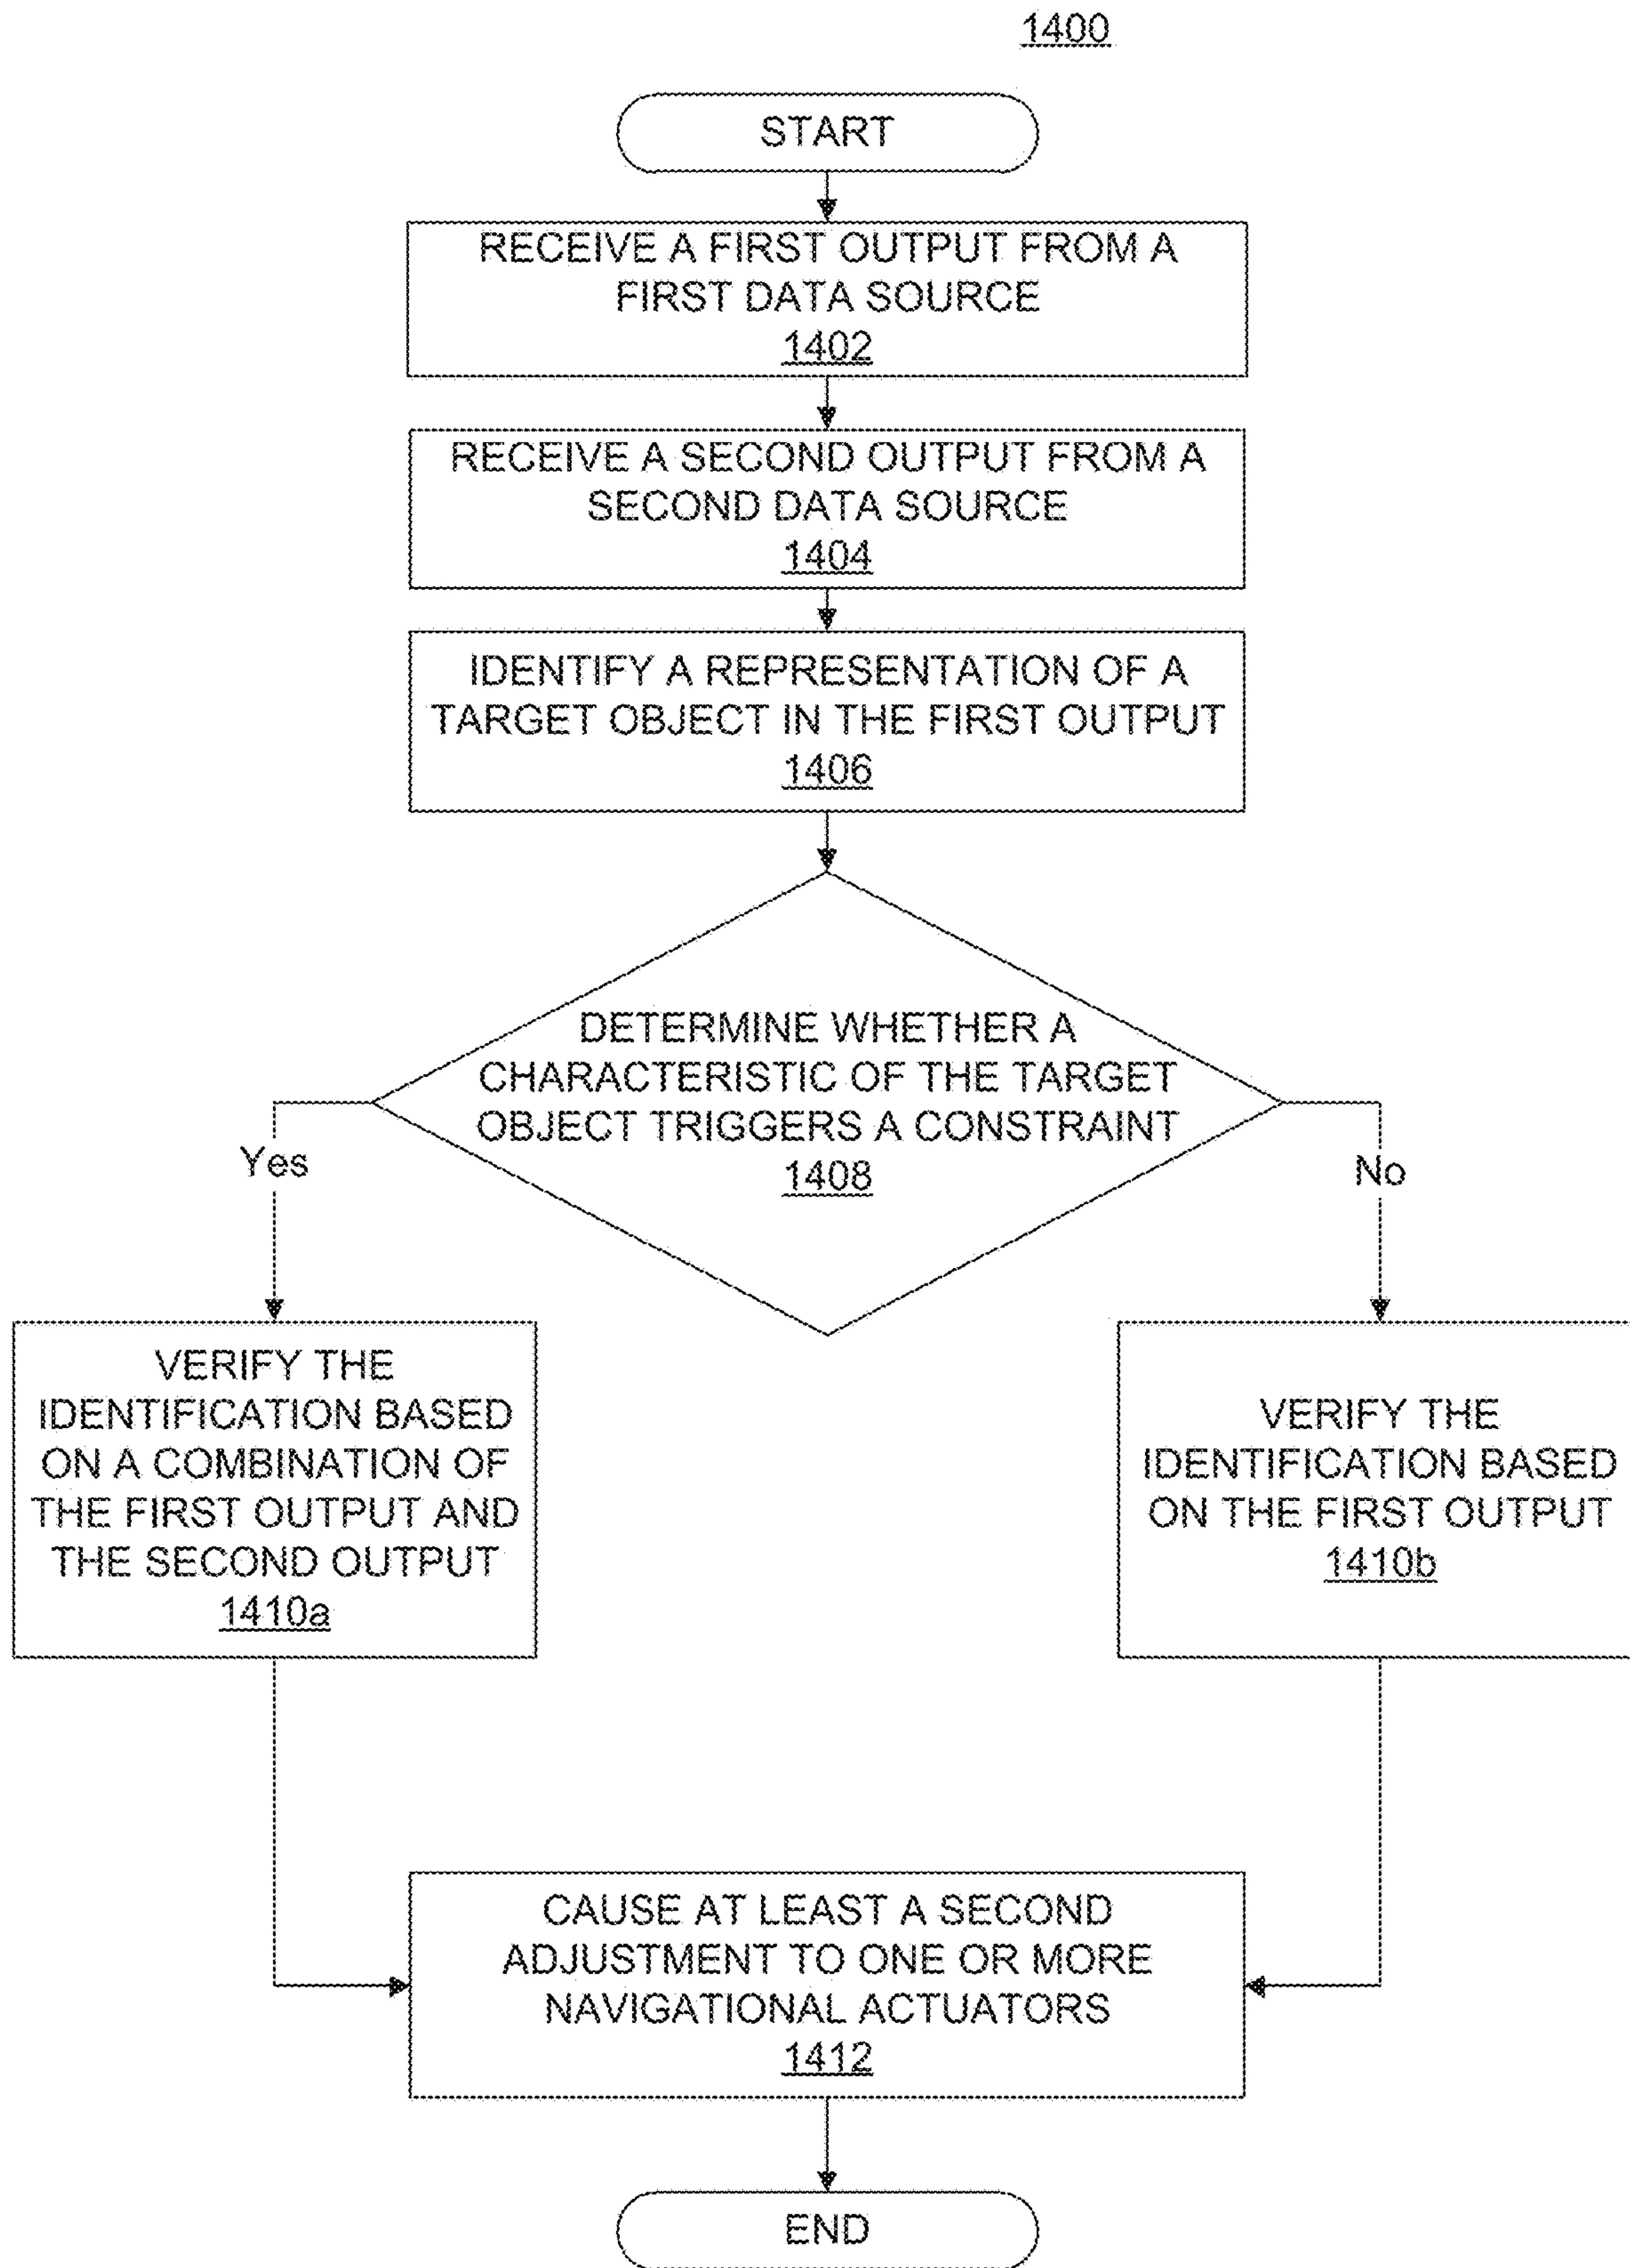 1400
START
RECEIVE A FIRST OUTPUT FROM A
FIRST DATA SOURCE
1402
RECEIVE A SECOND OUTPUT FROM A
SECOND DATA SOURCE
1404
IDENTIFY A REPRESENTATION OF A
TARGET OBJECT IN THE FIRST OUTPUT
1406
DETERMINE WHETHER A
CHARACTERISTIC OF THE TARGET
OBJECT TRIGGERS A CONSTRAINT
1408
Yes
No
VERIFY THE
IDENTIFICATION BASED
ON A COMBINATION OF
THE FIRST OUTPUT AND
THE SECOND OUTPUT
1410a
VERIFY THE
IDENTIFICATION BASED
ON THE FIRST OUTPUT
1410b
CAUSE AT LEAST A SECOND
ADJUSTMENT TO ONE OR MORE
NAVIGATIONAL ACTUATORS
1412
END